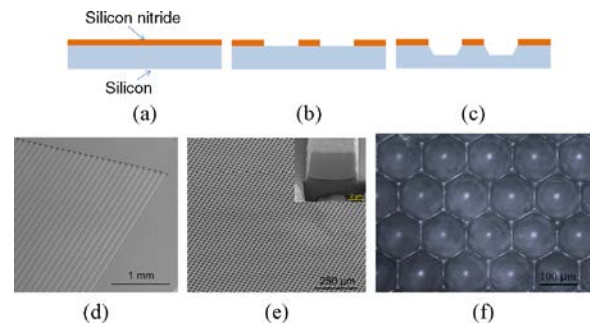 Silicon nitride
Silicon
(a)
(b)
(c)
1 mm
250 μm
100 μm
(d)
(e)
(f)